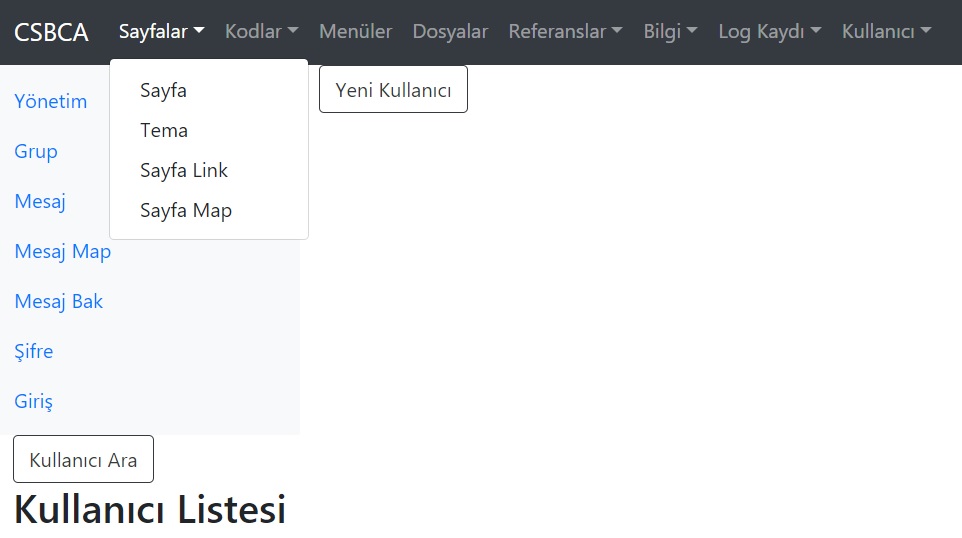 CSBCA Sayfalar Kodlar Menüler Dosyalar Referanslar Bilgi Log Kaydı Kullanıcı
Sayfa
Tema
Sayfa Link
Sayfa Map
Yeni Kullanıcı
Yönetim
Grup
Mesaj
Mesaj Map
Mesaj Bak
Şifre
Giriş
Kullanıcı Ara
Kullanıcı Listesi